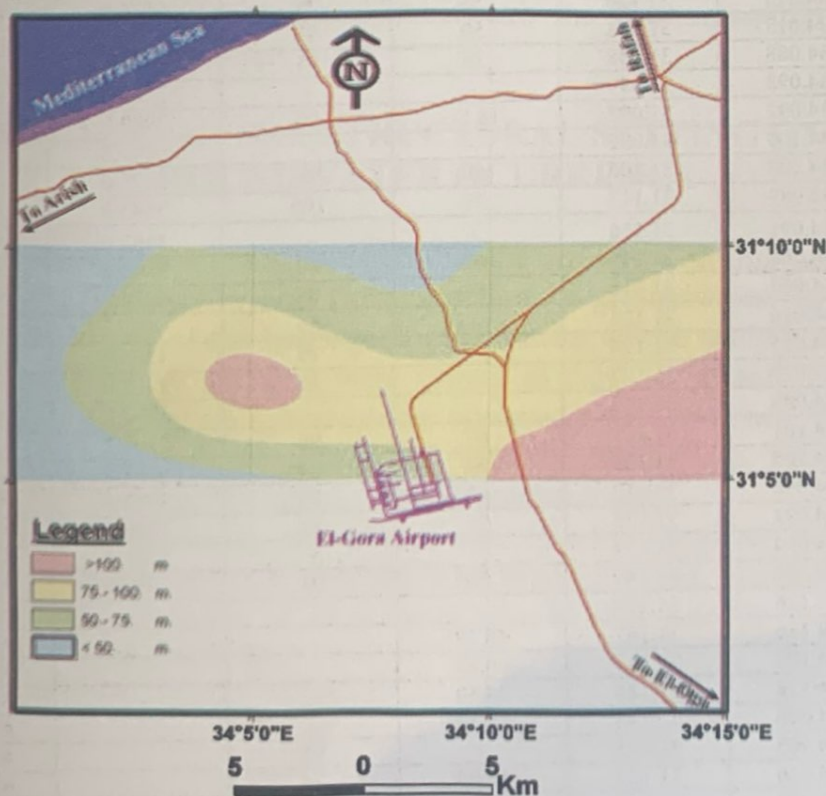 Mediterranean Sea
N
To Rafah
To Arish
31°10'0"N
31°5'0"N
El-Gora Airport
Legend
>100 m
75 - 100 m
50 - 75 m
< 50 m
34°5'0"E
34°10'0"E
34°15'0"E
5
0
5
Km